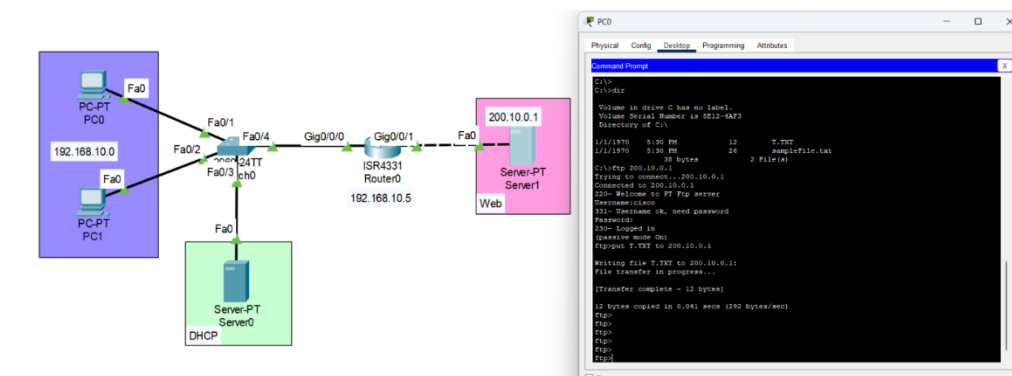 Fa0
PC-PT
PC0
Fa0/1
192.168.10.0
Fa0/2
Fa0/4
Gig0/0/0
Gig0/0/1
Fa0
200.10.0.1
24TT
ch0
Fa0/3
ISR4331
Router0
192.168.10.5
Server-PT
Server1
Web
Fa0
PC-PT
PC1
Fa0
Server-PT
Server0
DHCP
PC0
Physical Config Desktop Programming Attributes
Command Prompt
X
C:\>
C:\>dir
Volume in drive C has no label.
Volume Serial Number is 5E12-4AF3
Directory of C:\
1/1/1970 5:30 PM 12 T.TXT
1/1/1970 5:30 PM 26 sampleFile.txt
38 bytes 2 File(s)
C:\>ftp 200.10.0.1
Trying to connect...200.10.0.1
Connected to 200.10.0.1
220- Welcome to PT Ftp server
Username:cisco
331- Username ok, need password
Password:
230- Logged in
(passive mode On)
ftp>put T.TXT to 200.10.0.1
Writing file T.TXT to 200.10.0.1:
File transfer in progress...
[Transfer complete - 12 bytes]
12 bytes copied in 0.041 secs (292 bytes/sec)
ftp>
ftp>
ftp>
ftp>
ftp>
ftp>